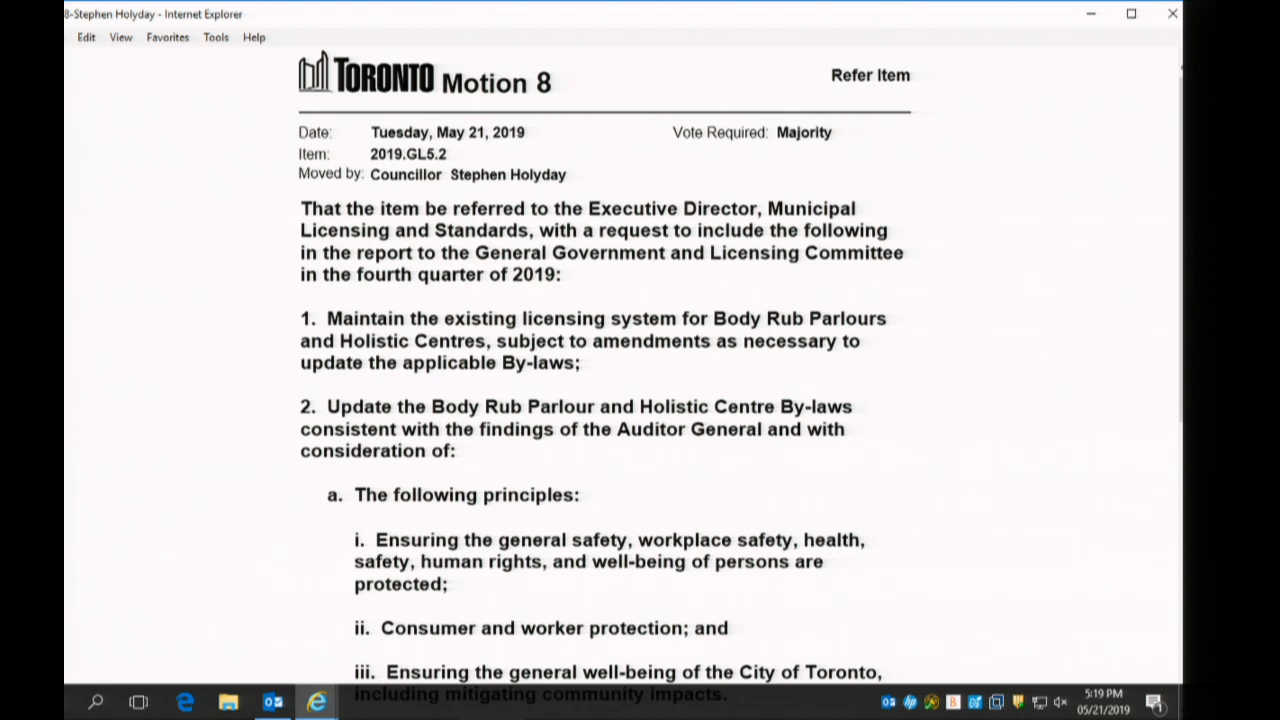 8-Stephen Holyday - Internet Explorer
Edit View Favorites Tools Help
TORONTO Motion 8
Refer Item
Date: Tuesday, May 21, 2019 Vote Required: Majority
Item: 2019.GL5.2
Moved by: Councillor Stephen Holyday
That the item be referred to the Executive Director, Municipal
Licensing and Standards, with a request to include the following
in the report to the General Government and Licensing Committee
in the fourth quarter of 2019:
1. Maintain the existing licensing system for Body Rub Parlours
and Holistic Centres, subject to amendments as necessary to
update the applicable By-laws;
2. Update the Body Rub Parlour and Holistic Centre By-laws
consistent with the findings of the Auditor General and with
consideration of:
a. The following principles:
i. Ensuring the general safety, workplace safety, health,
safety, human rights, and well-being of persons are
protected;
ii. Consumer and worker protection; and
iii. Ensuring the general well-being of the City of Toronto,
including mitigating community impacts.
5:19 PM
05/21/2019